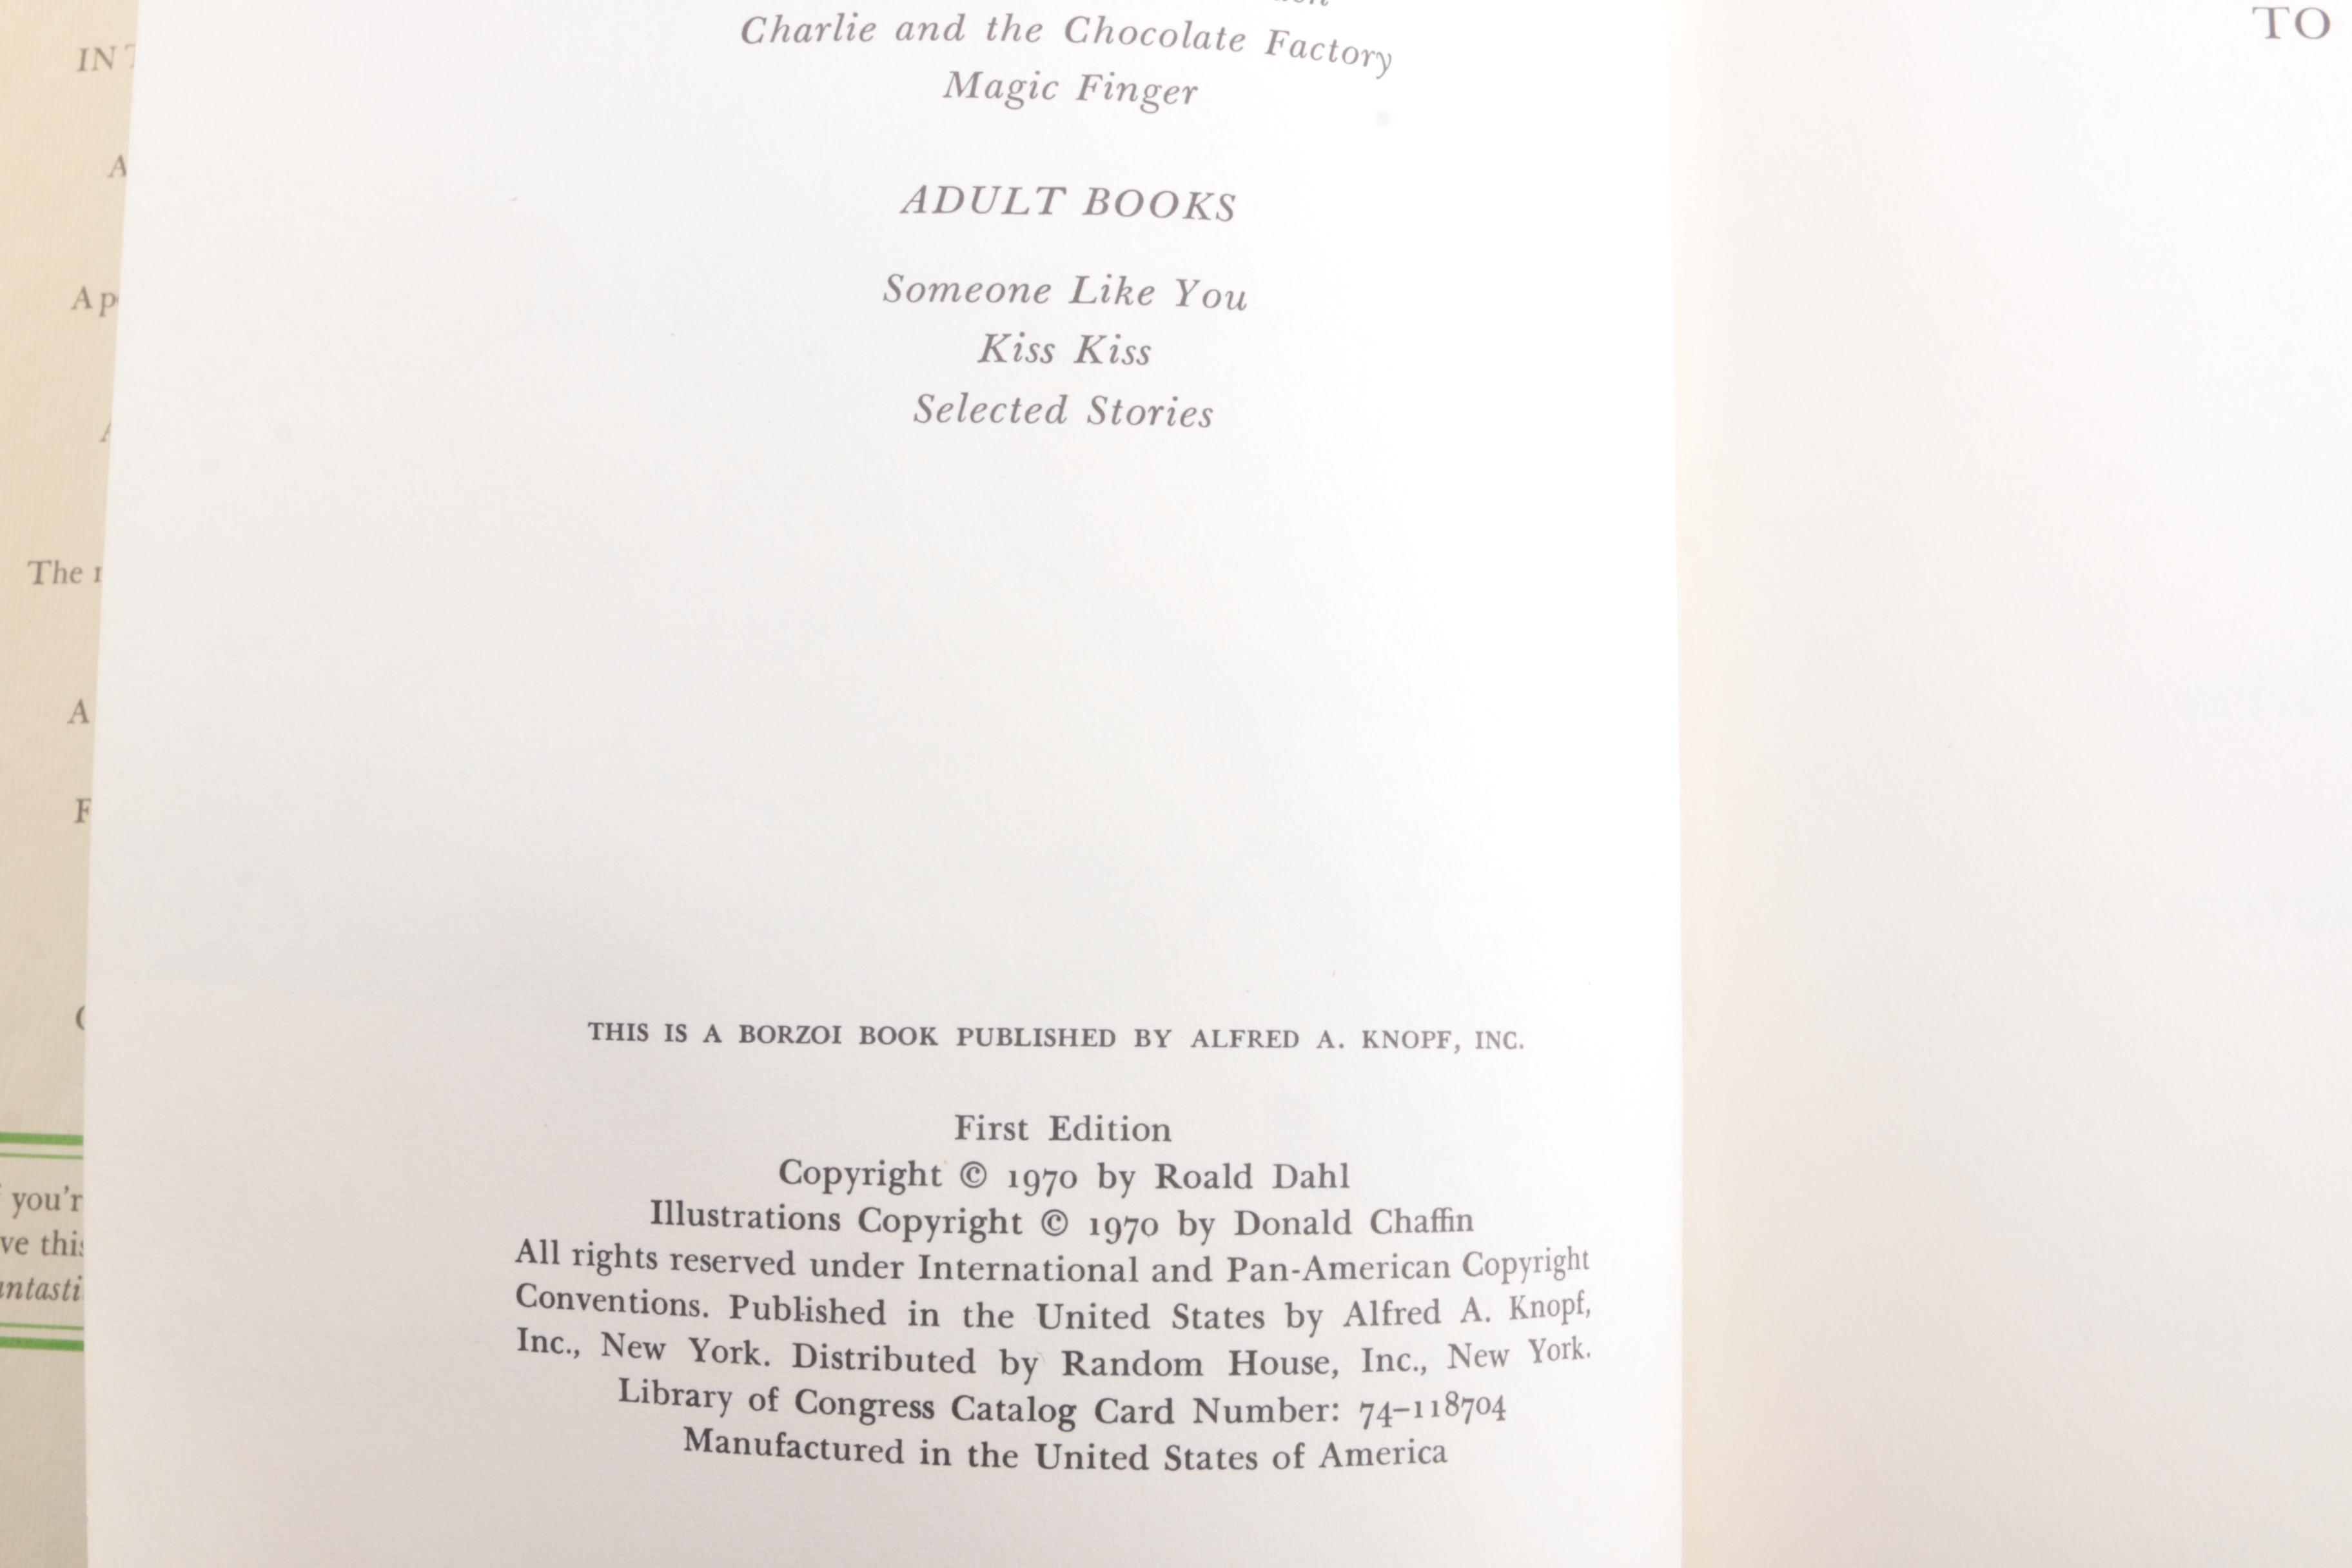 Charlie and the Chocolate Factory
Magic Finger
ADULT BOOKS
Someone Like You
Kiss Kiss
Selected Stories
THIS IS A BORZOI BOOK PUBLISHED BY ALFRED A. KNOPF, INC.
First Edition
Copyright © 1970 by Roald Dahl
Illustrations Copyright © 1970 by Donald Chaffin
All rights reserved under International and Pan-American Copyright
Conventions. Published in the United States by Alfred A. Knopf,
Inc., New York. Distributed by Random House, Inc., New York.
Library of Congress Catalog Card Number: 74-118704
Manufactured in the United States of America
The
you'r
TO